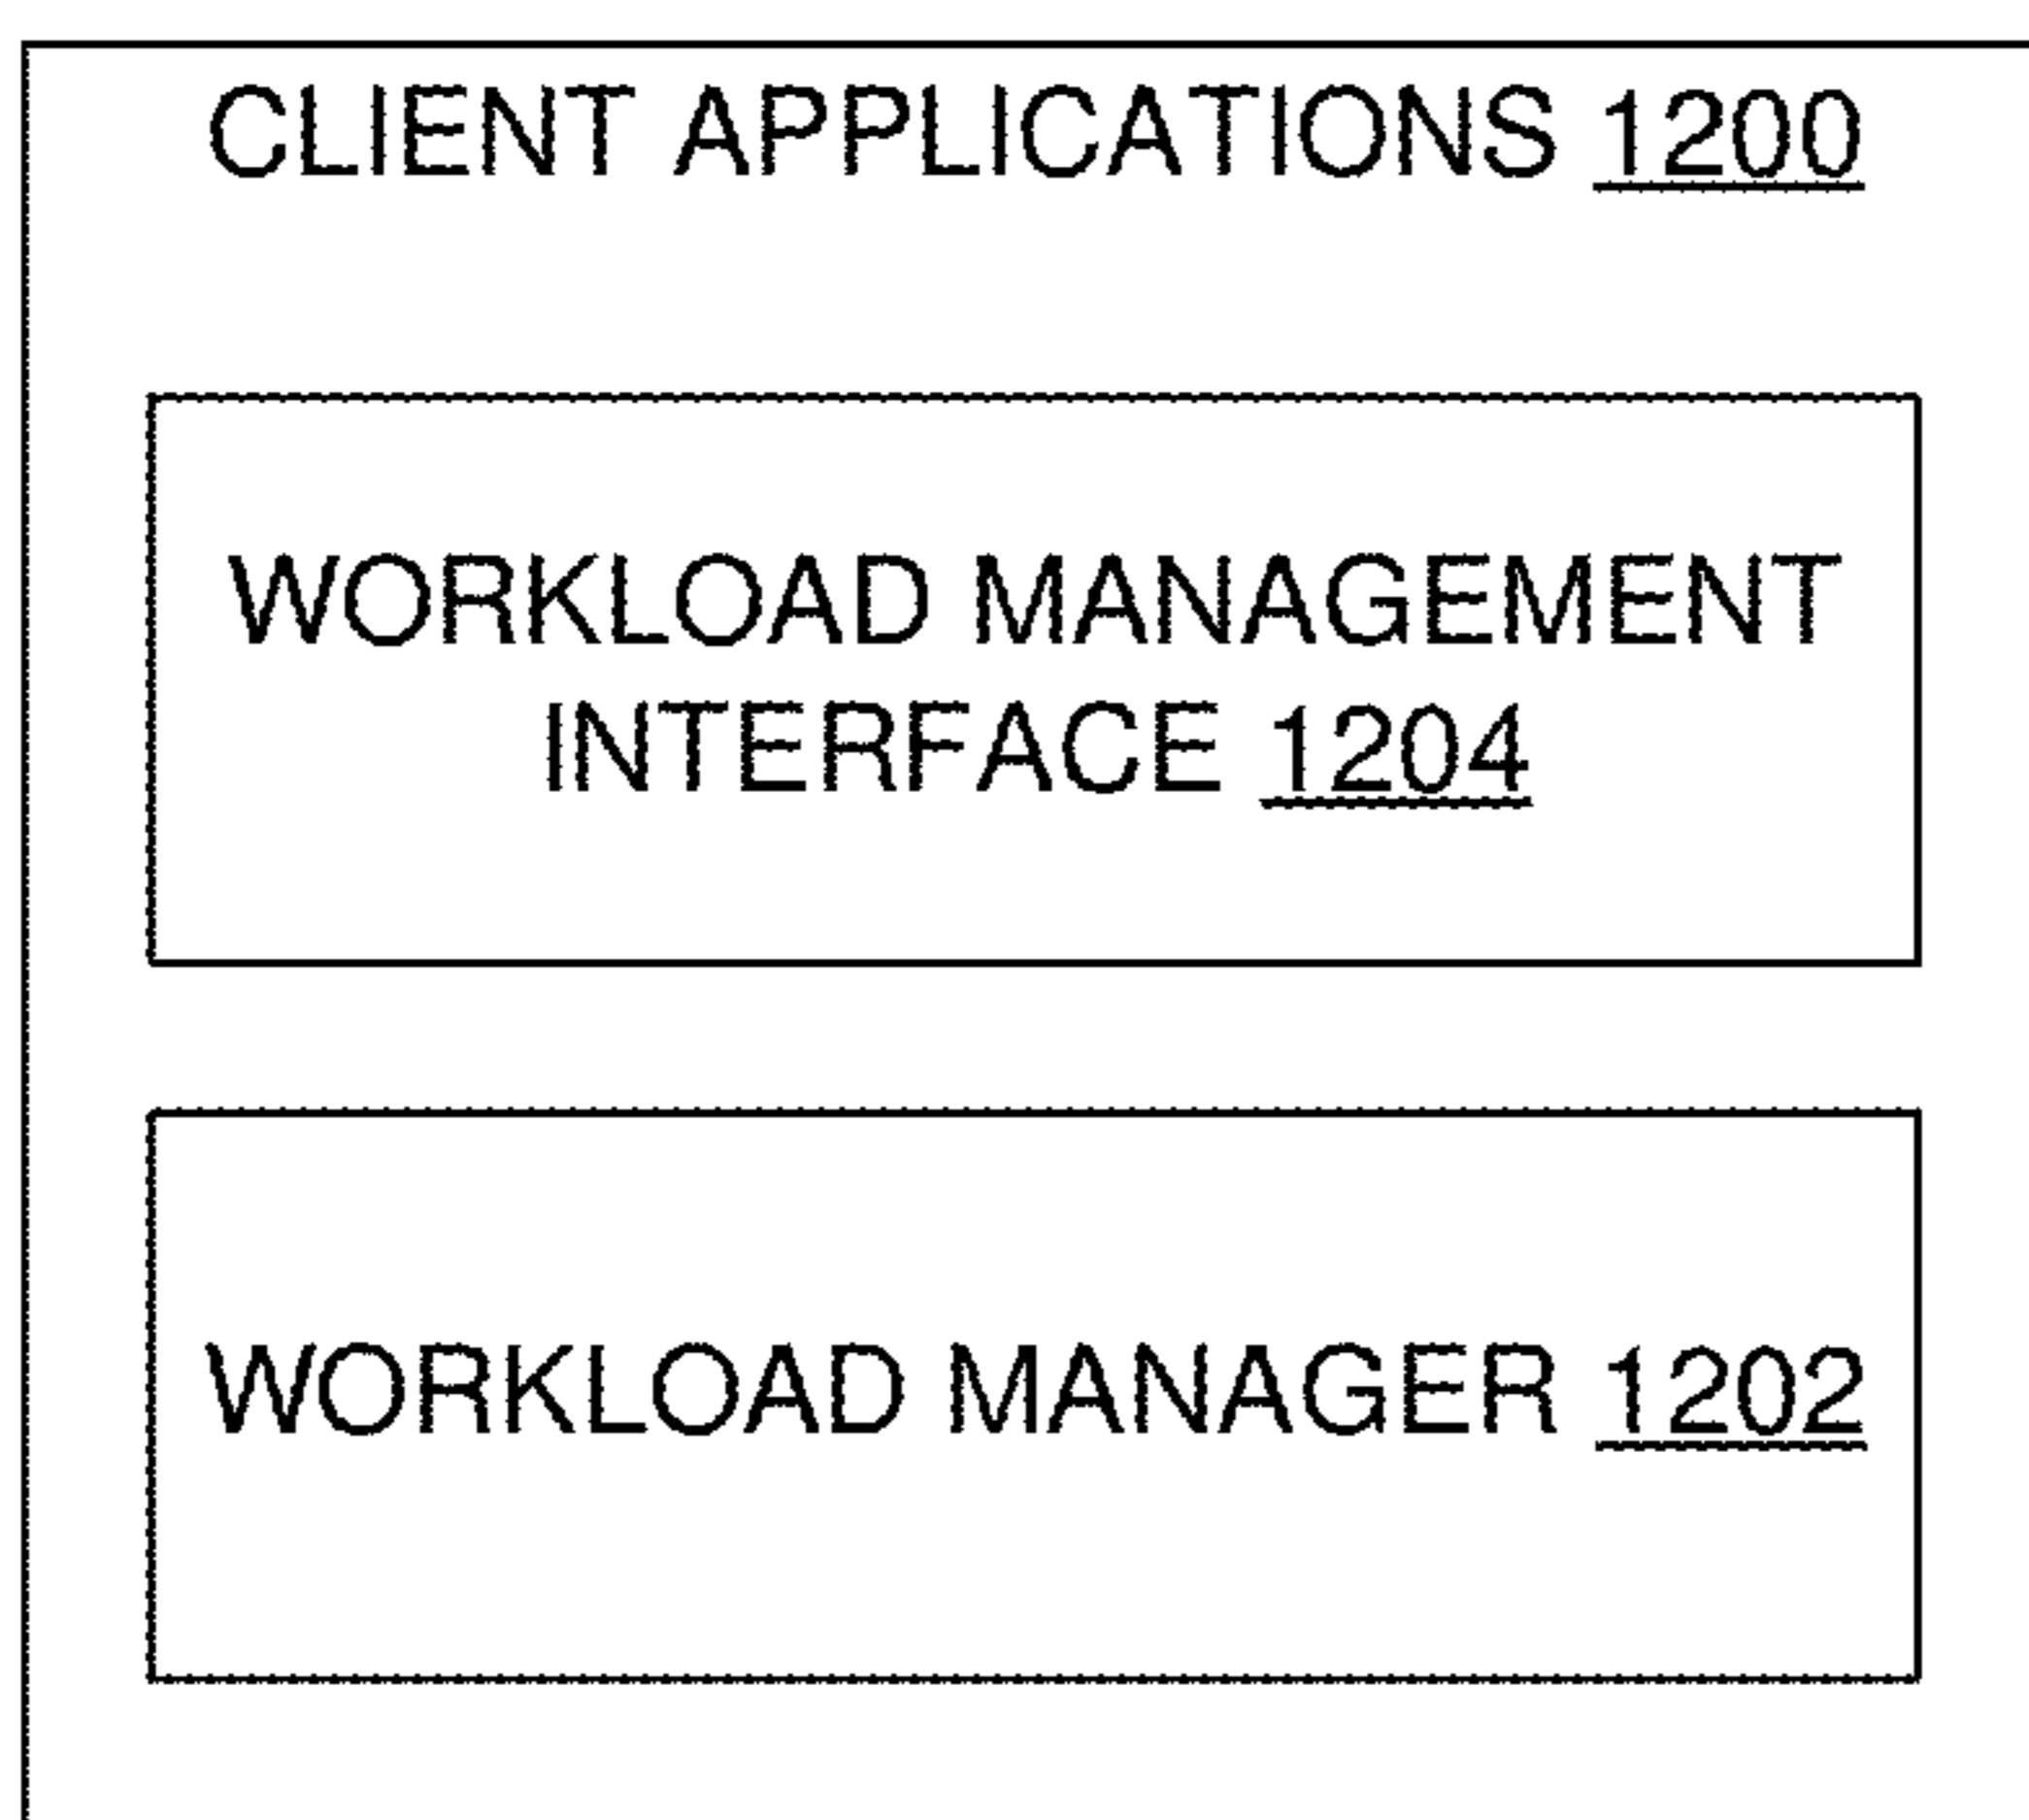 CLIENT APPLICATIONS 1200
WORKLOAD MANAGEMENT
INTERFACE 1204
WORKLOAD MANAGER 1202